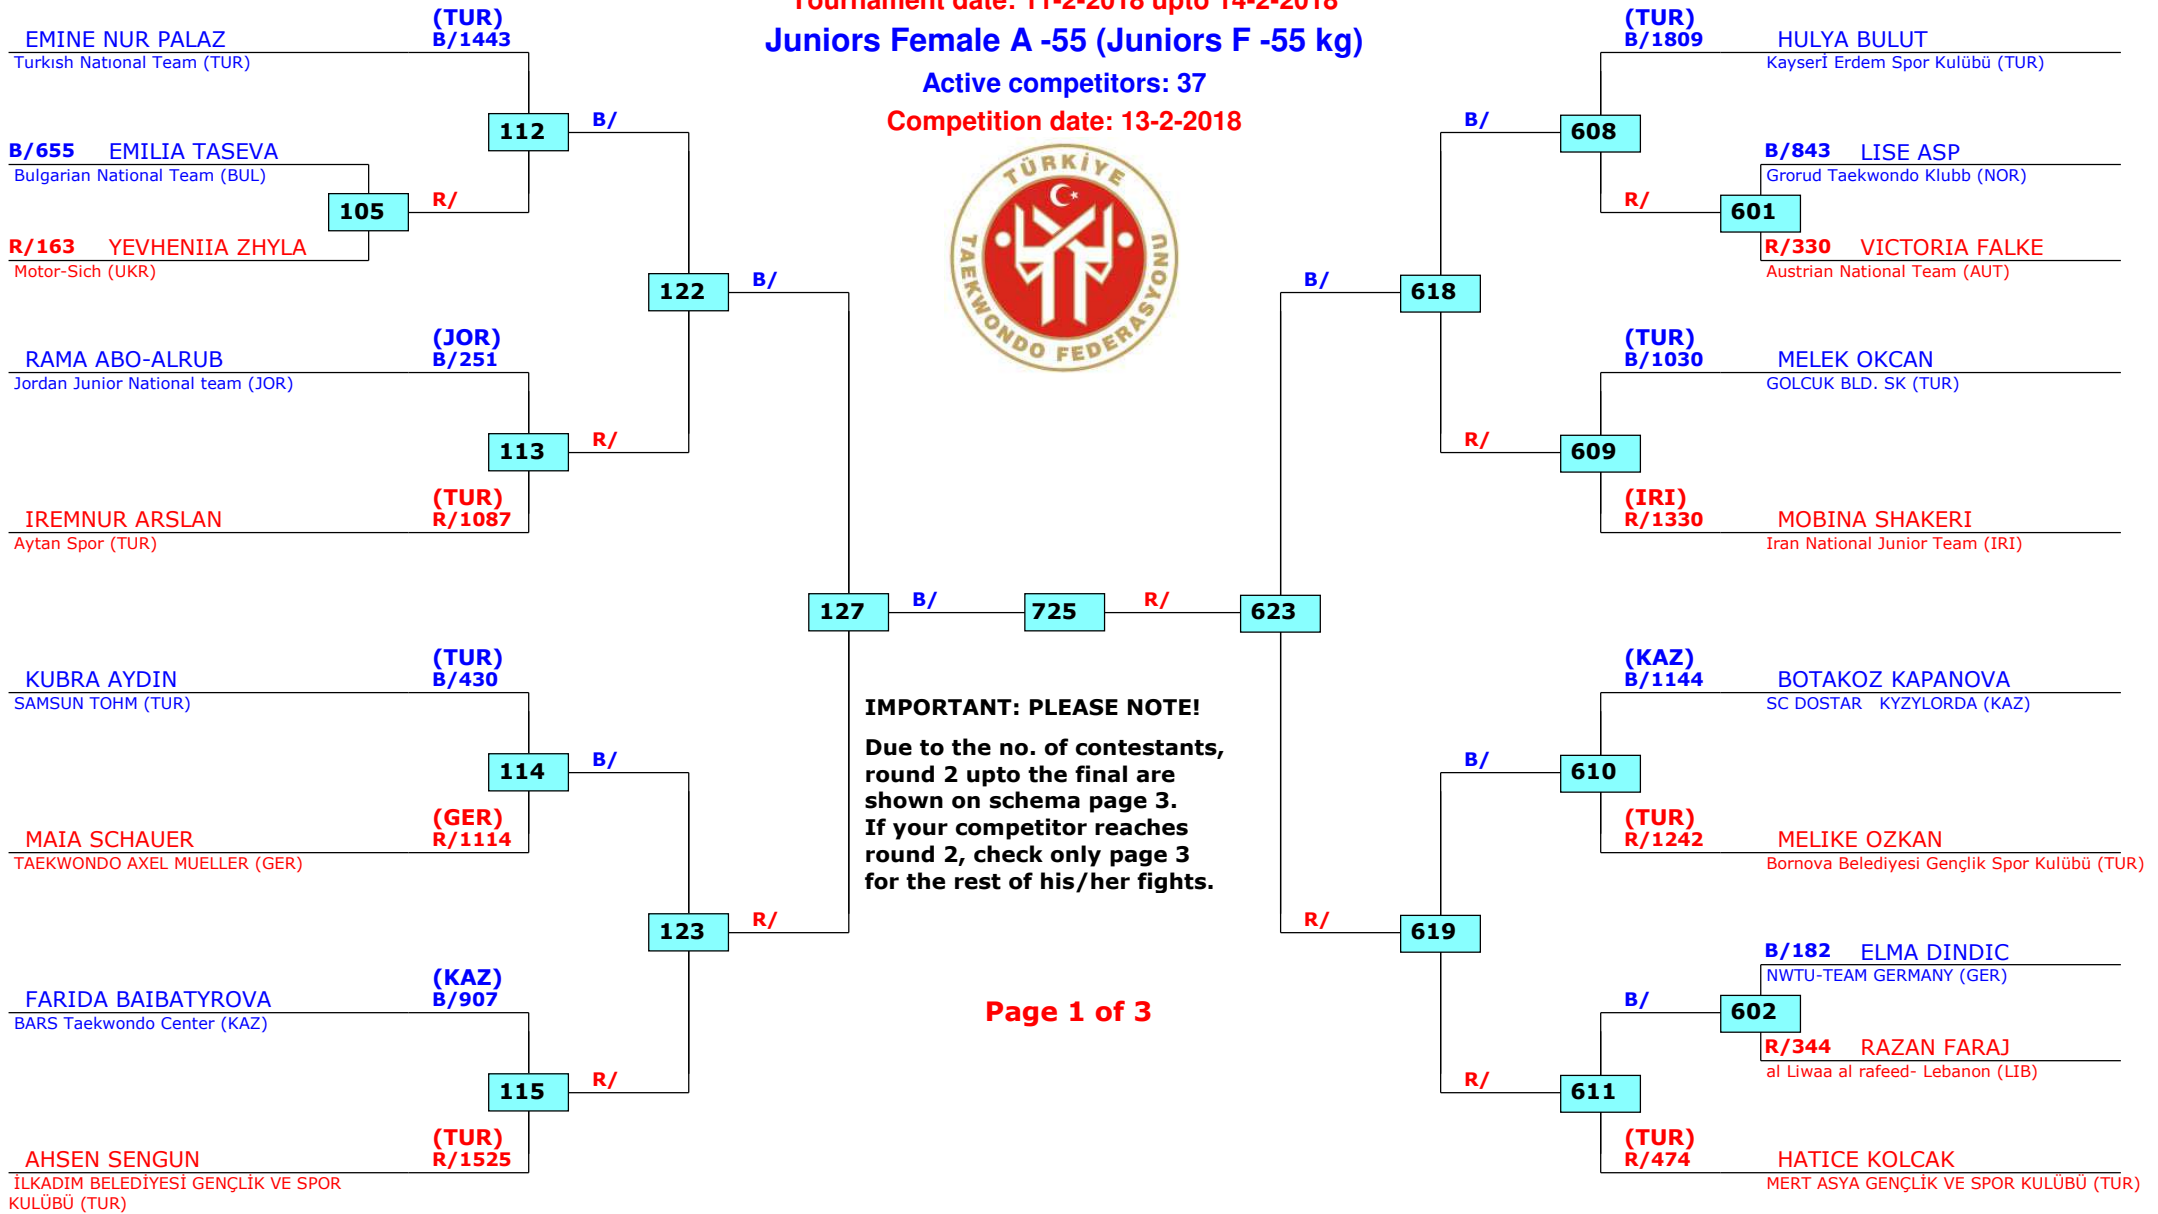 Tournament date: 11-2-2018 upto 14-2-2018
Juniors Female A -55 (Juniors F -55 kg)
Active competitors: 37
Competition date: 13-2-2018
TÜRKİYE
TAEKWONDO FEDERASYONU
(TUR)
EMINE NUR PALAZ B/1443
Turkısh Natıonal Team (TUR)
112
B/
B/655 EMILIA TASEVA
Bulgarian National Team (BUL)
105
R/
R/163 YEVHENIIA ZHYLA
Motor-Sich (UKR)
122
B/
(JOR)
RAMA ABO-ALRUB B/251
Jordan Junior National team (JOR)
113
R/
(TUR)
IREMNUR ARSLAN R/1087
Aytan Spor (TUR)
127
B/
725
R/
623
(TUR)
KUBRA AYDIN B/430
SAMSUN TOHM (TUR)
114
B/
(GER)
MAIA SCHAUER R/1114
TAEKWONDO AXEL MUELLER (GER)
123
R/
(KAZ)
FARIDA BAIBATYROVA B/907
BARS Taekwondo Center (KAZ)
115
R/
(TUR)
AHSEN SENGUN R/1525
İLKADIM BELEDİYESİ GENÇLİK VE SPOR
KULÜBÜ (TUR)
IMPORTANT: PLEASE NOTE!
Due to the no. of contestants,
round 2 upto the final are
shown on schema page 3.
If your competitor reaches
round 2, check only page 3
for the rest of his/her fights.
Page 1 of 3
(TUR)
B/1809 HULYA BULUT
Kayserİ Erdem Spor Kulübü (TUR)
B/
608
B/843 LISE ASP
Grorud Taekwondo Klubb (NOR)
R/
601
R/330 VICTORIA FALKE
Austrian National Team (AUT)
B/
618
(TUR)
B/1030 MELEK OKCAN
GOLCUK BLD. SK (TUR)
R/
609
(IRI)
R/1330 MOBINA SHAKERI
Iran National Junior Team (IRI)
(KAZ)
B/1144 BOTAKOZ KAPANOVA
SC DOSTAR KYZYLORDA (KAZ)
B/
610
(TUR)
R/1242 MELIKE OZKAN
Bornova Belediyesi Gençlik Spor Kulübü (TUR)
R/
619
B/182 ELMA DINDIC
NWTU-TEAM GERMANY (GER)
B/
602
R/344 RAZAN FARAJ
al Liwaa al rafeed- Lebanon (LIB)
R/
611
(TUR)
R/474 HATICE KOLCAK
MERT ASYA GENÇLİK VE SPOR KULÜBÜ (TUR)